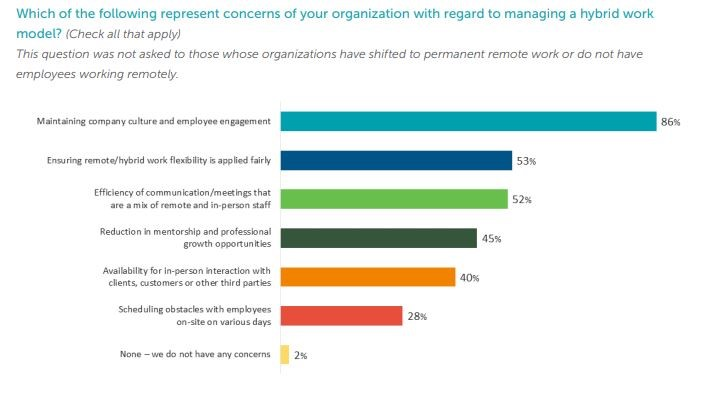 Which of the following represent concerns of your organization with regard to managing a hybrid work
model? (Check all that apply)
This question was not asked to those whose organizations have shifted to permanent remote work or do not have
employees working remotely.
Maintaining company culture and employee engagement
86%
Ensuring remote/hybrid work flexibility is applied fairly
53%
Efficiency of communication/meetings that
are a mix of remote and in-person staff
52%
Reduction in mentorship and professional
growth opportunities
45%
Availability for in-person interaction with
clients, customers or other third parties
40%
Scheduling obstacles with employees
on-site on various days
28%
None – we do not have any concerns
2%